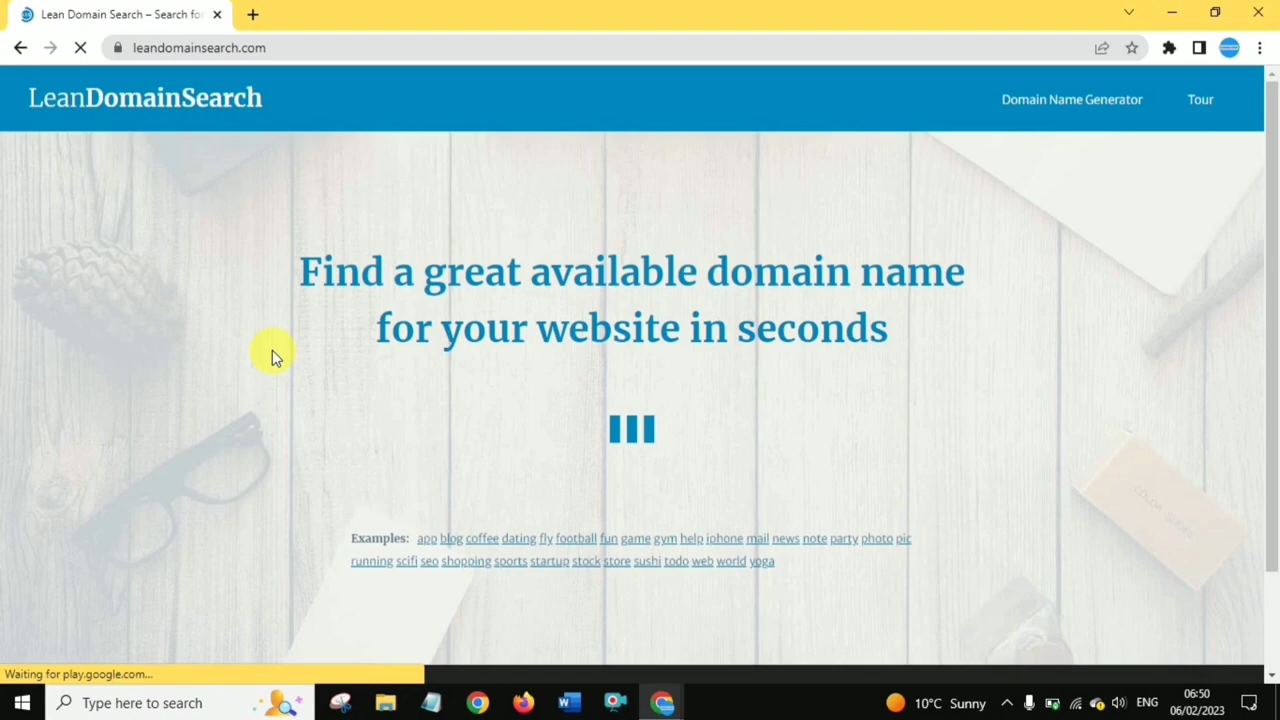 Lean Domain Search – Search for
leandomainsearch.com
LeanDomainSearch
Domain Name Generator
Tour
Find a great available domain name
for your website in seconds
Examples: app blog coffee dating fly football fun game gym help iphone mail news note party photo pic
running scifi seo shopping sports startup stock store sushi todo web world yoga
Waiting for play.google.com...
Type here to search
10°C Sunny
ENG
06:50
06/02/2023